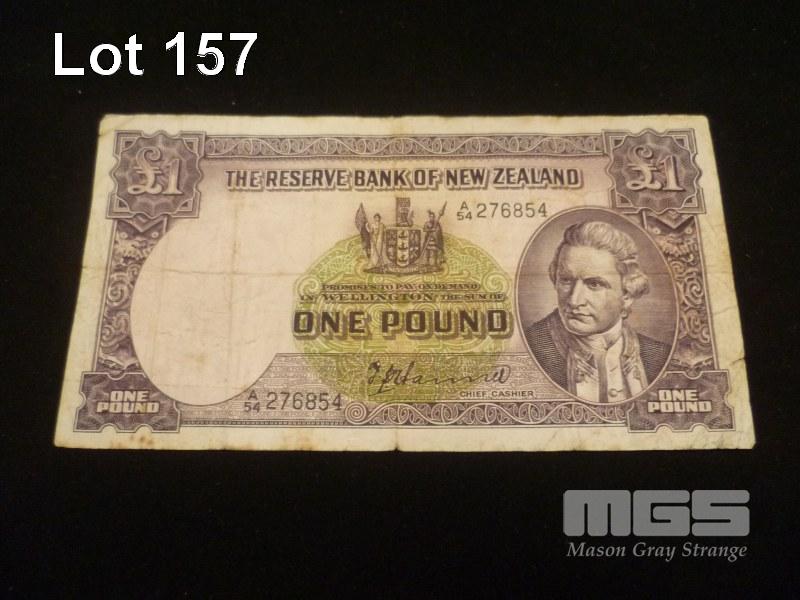 Lot 157
£1 £1
THE RESERVE BANK OF NEW ZEALAND
A/54 276854
PROMISES TO PAY ON DEMAND
IN WELLINGTON THE SUM OF
ONE POUND
CHIEF CASHIER
A/54 276854
ONE POUND
ONE POUND
MGS
Mason Gray Strange